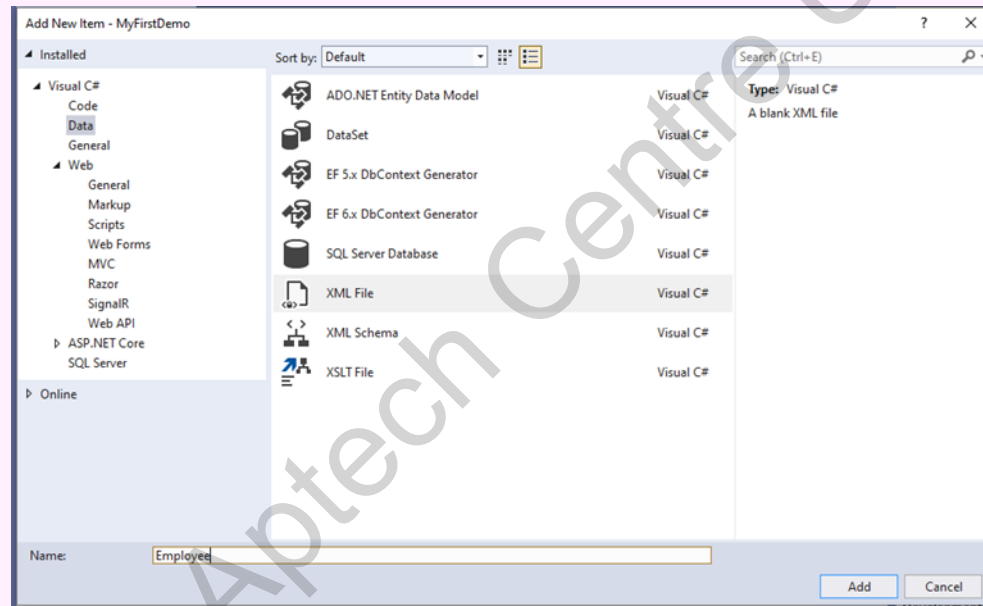 Add New Item - MyFirstDemo ? X
Installed
Sort by: Default
Search (Ctrl+E)
Visual C#
Code
Data
General
Web
General
Markup
Scripts
Web Forms
MVC
Razor
SignalR
Web API
ASP.NET Core
SQL Server
Online
ADO.NET Entity Data Model Visual C#
DataSet Visual C#
EF 5.x DbContext Generator Visual C#
EF 6.x DbContext Generator Visual C#
SQL Server Database Visual C#
XML File Visual C#
XML Schema Visual C#
XSLT File Visual C#
Type: Visual C#
A blank XML file
Name: Employee
Add Cancel
Aptech Centre